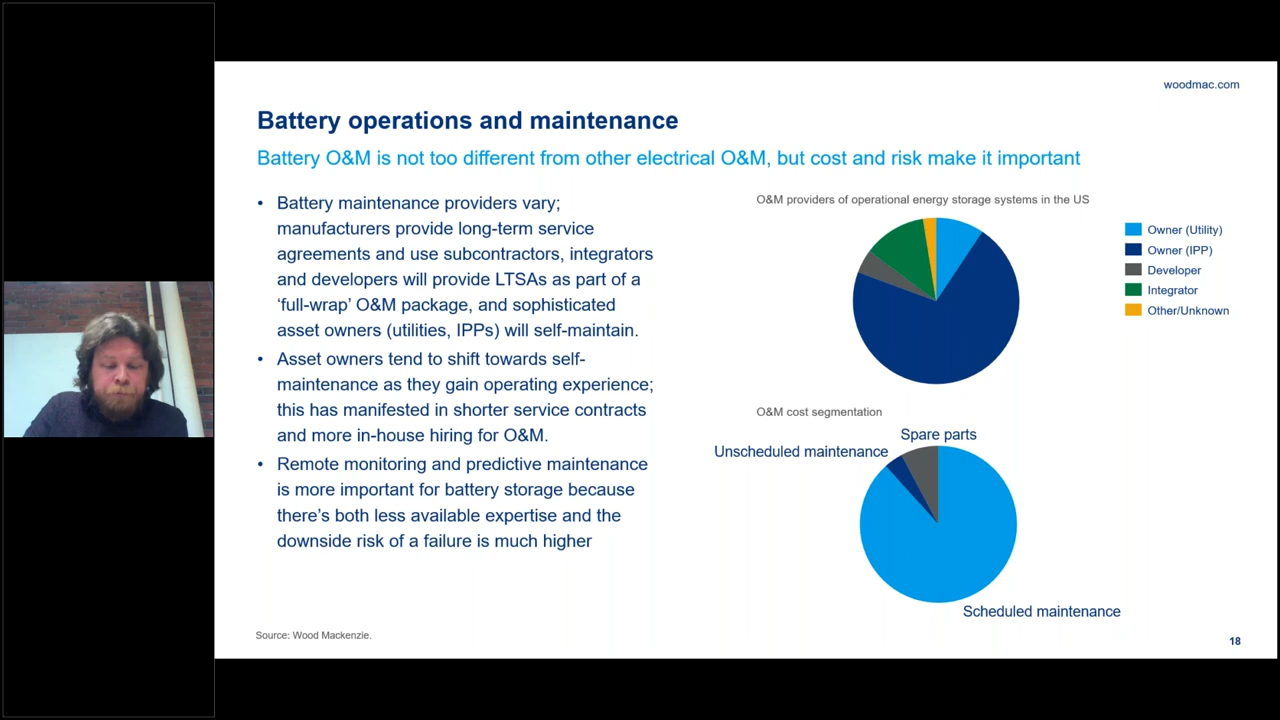 woodmac.com
Battery operations and maintenance
Battery O&M is not too different from other electrical O&M, but cost and risk make it important
• Battery maintenance providers vary;
manufacturers provide long-term service
agreements and use subcontractors, integrators
and developers will provide LTSAs as part of a
‘full-wrap’ O&M package, and sophisticated
asset owners (utilities, IPPs) will self-maintain.
• Asset owners tend to shift towards self-
maintenance as they gain operating experience;
this has manifested in shorter service contracts
and more in-house hiring for O&M.
• Remote monitoring and predictive maintenance
is more important for battery storage because
there’s both less available expertise and the
downside risk of a failure is much higher
O&M providers of operational energy storage systems in the US
Owner (Utility)
Owner (IPP)
Developer
Integrator
Other/Unknown
O&M cost segmentation
Spare parts
Unscheduled maintenance
Scheduled maintenance
Source: Wood Mackenzie.
18